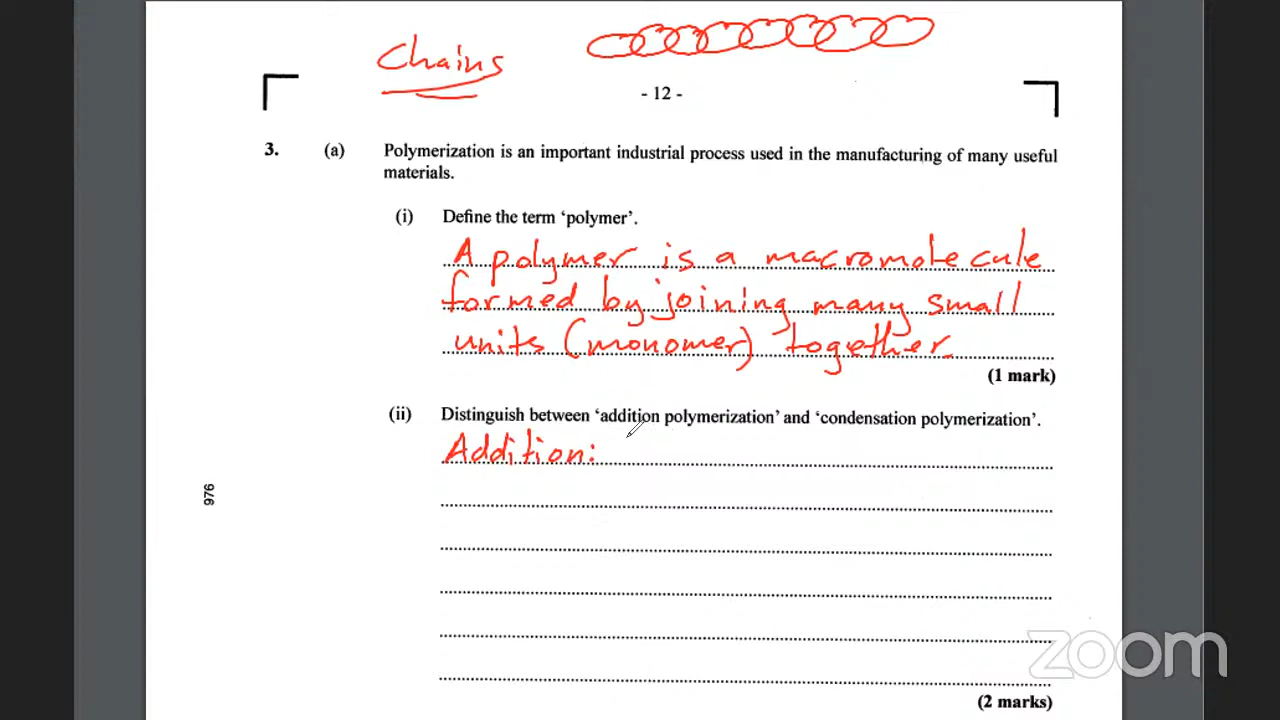 Chains
- 12 -
3. (a) Polymerization is an important industrial process used in the manufacturing of many useful
materials.
(i) Define the term ‘polymer’.
A polymer is a macromolecule
formed by joining many small
units (monomer) together.
(1 mark)
(ii) Distinguish between ‘addition polymerization’ and ‘condensation polymerization’.
Addition:
976
zoom
(2 marks)